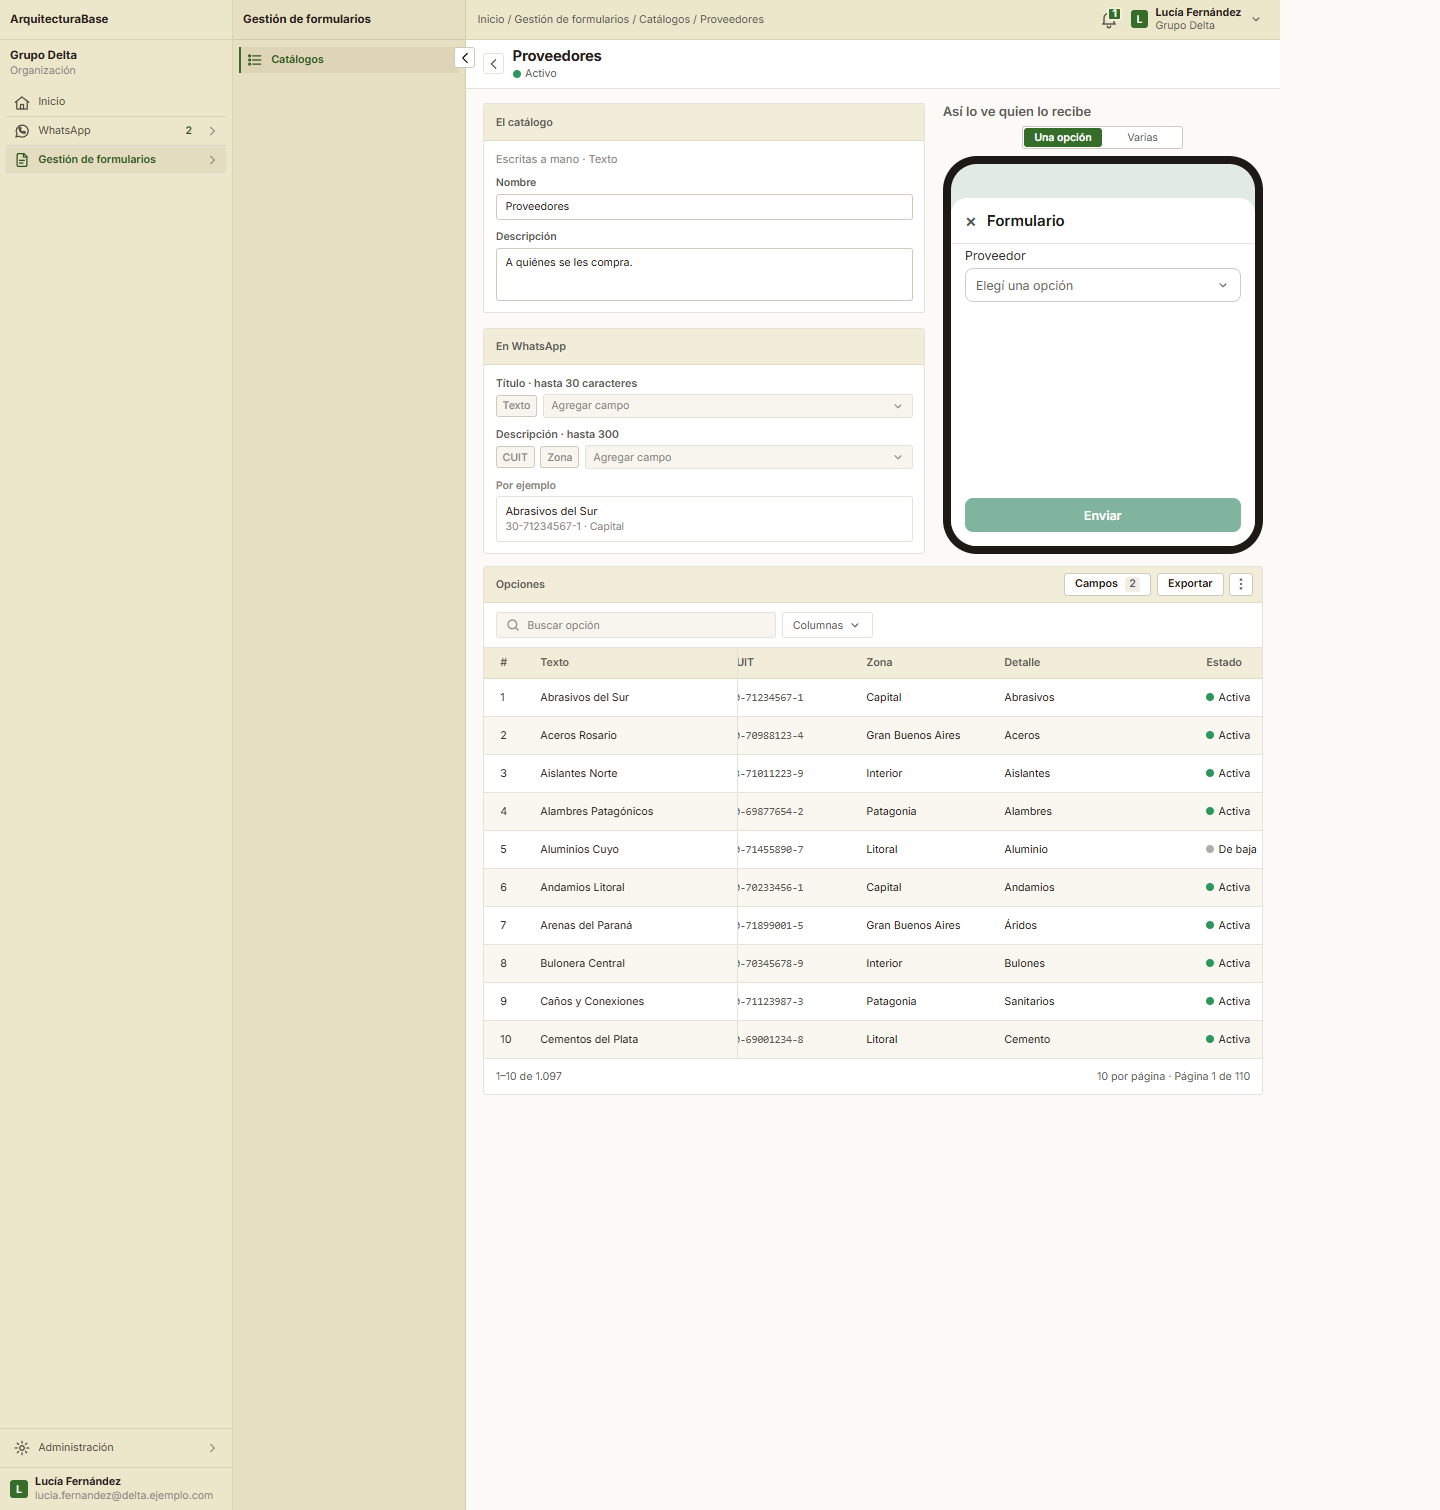 ArquitecturaBase
Grupo Delta
Organización
Inicio
WhatsApp 2
Gestión de formularios
Administración
L Lucía Fernández
lucia.fernandez@delta.ejemplo.com
Gestión de formularios
Catálogos
Inicio / Gestión de formularios / Catálogos / Proveedores
1
L Lucía Fernández
Grupo Delta
Proveedores
Activo
El catálogo
Escritas a mano · Texto
Nombre
Proveedores
Descripción
A quiénes se les compra.
En WhatsApp
Título · hasta 30 caracteres
Texto Agregar campo
Descripción · hasta 300
CUIT Zona Agregar campo
Por ejemplo
Abrasivos del Sur
30-71234567-1 · Capital
Así lo ve quien lo recibe
Una opción Varias
Formulario
Proveedor
Elegí una opción
Enviar
Opciones Campos 2 Exportar
Buscar opción Columnas
# Texto UIT Zona Detalle Estado
1 Abrasivos del Sur -71234567-1 Capital Abrasivos Activa
2 Aceros Rosario -70988123-4 Gran Buenos Aires Aceros Activa
3 Aislantes Norte -71011223-9 Interior Aislantes Activa
4 Alambres Patagónicos -69877654-2 Patagonia Alambres Activa
5 Aluminios Cuyo -71455890-7 Litoral Aluminio De baja
6 Andamios Litoral -70233456-1 Capital Andamios Activa
7 Arenas del Paraná -71899001-5 Gran Buenos Aires Áridos Activa
8 Bulonera Central -70345678-9 Interior Bulones Activa
9 Caños y Conexiones -71123987-3 Patagonia Sanitarios Activa
10 Cementos del Plata -69001234-8 Litoral Cemento Activa
1–10 de 1.097 10 por página · Página 1 de 110